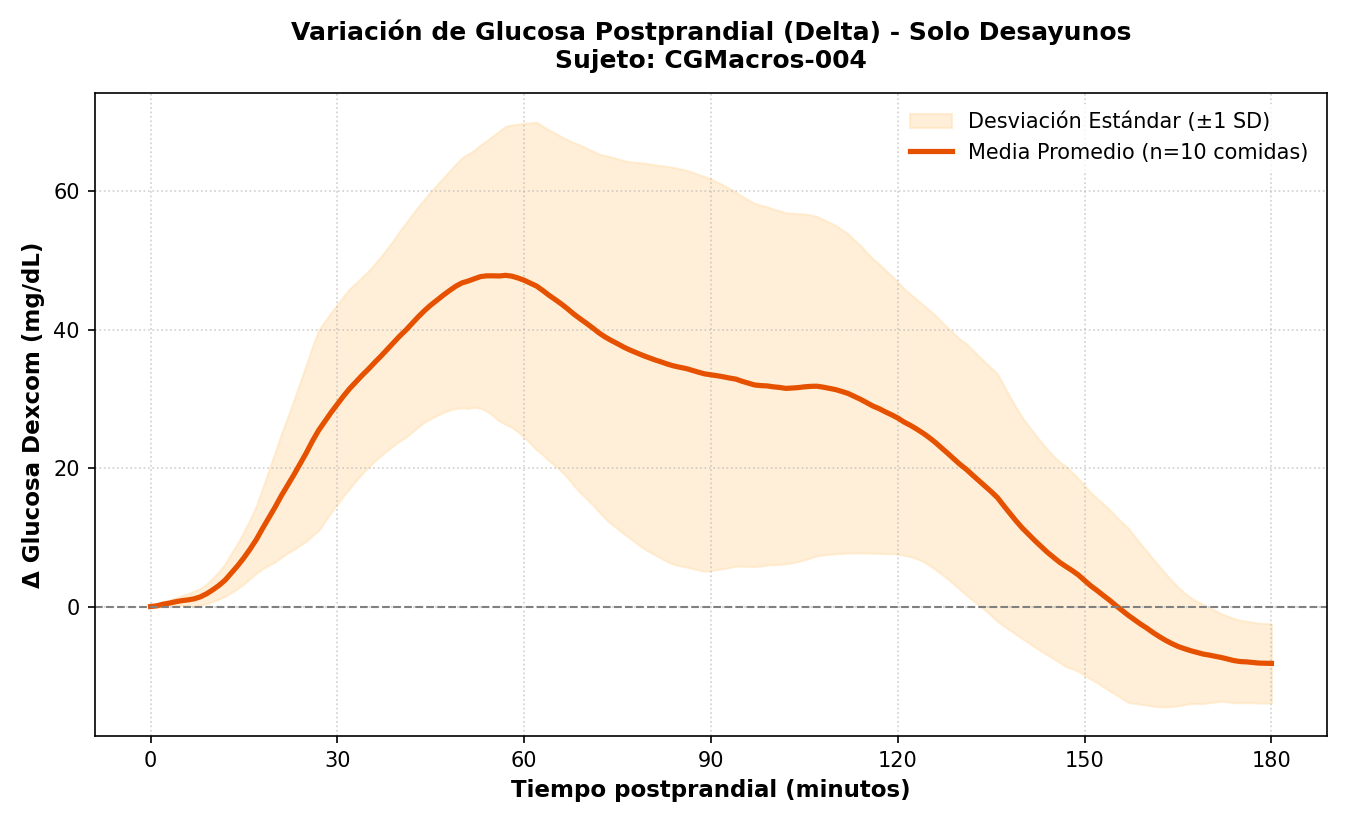 Variación de Glucosa Postprandial (Delta) - Solo Desayunos
Sujeto: CGMacros-004
Desviación Estándar (±1 SD)
Media Promedio (n=10 comidas)
Δ Glucosa Dexcom (mg/dL)
60
40
20
0
0 30 60 90 120 150 180
Tiempo postprandial (minutos)